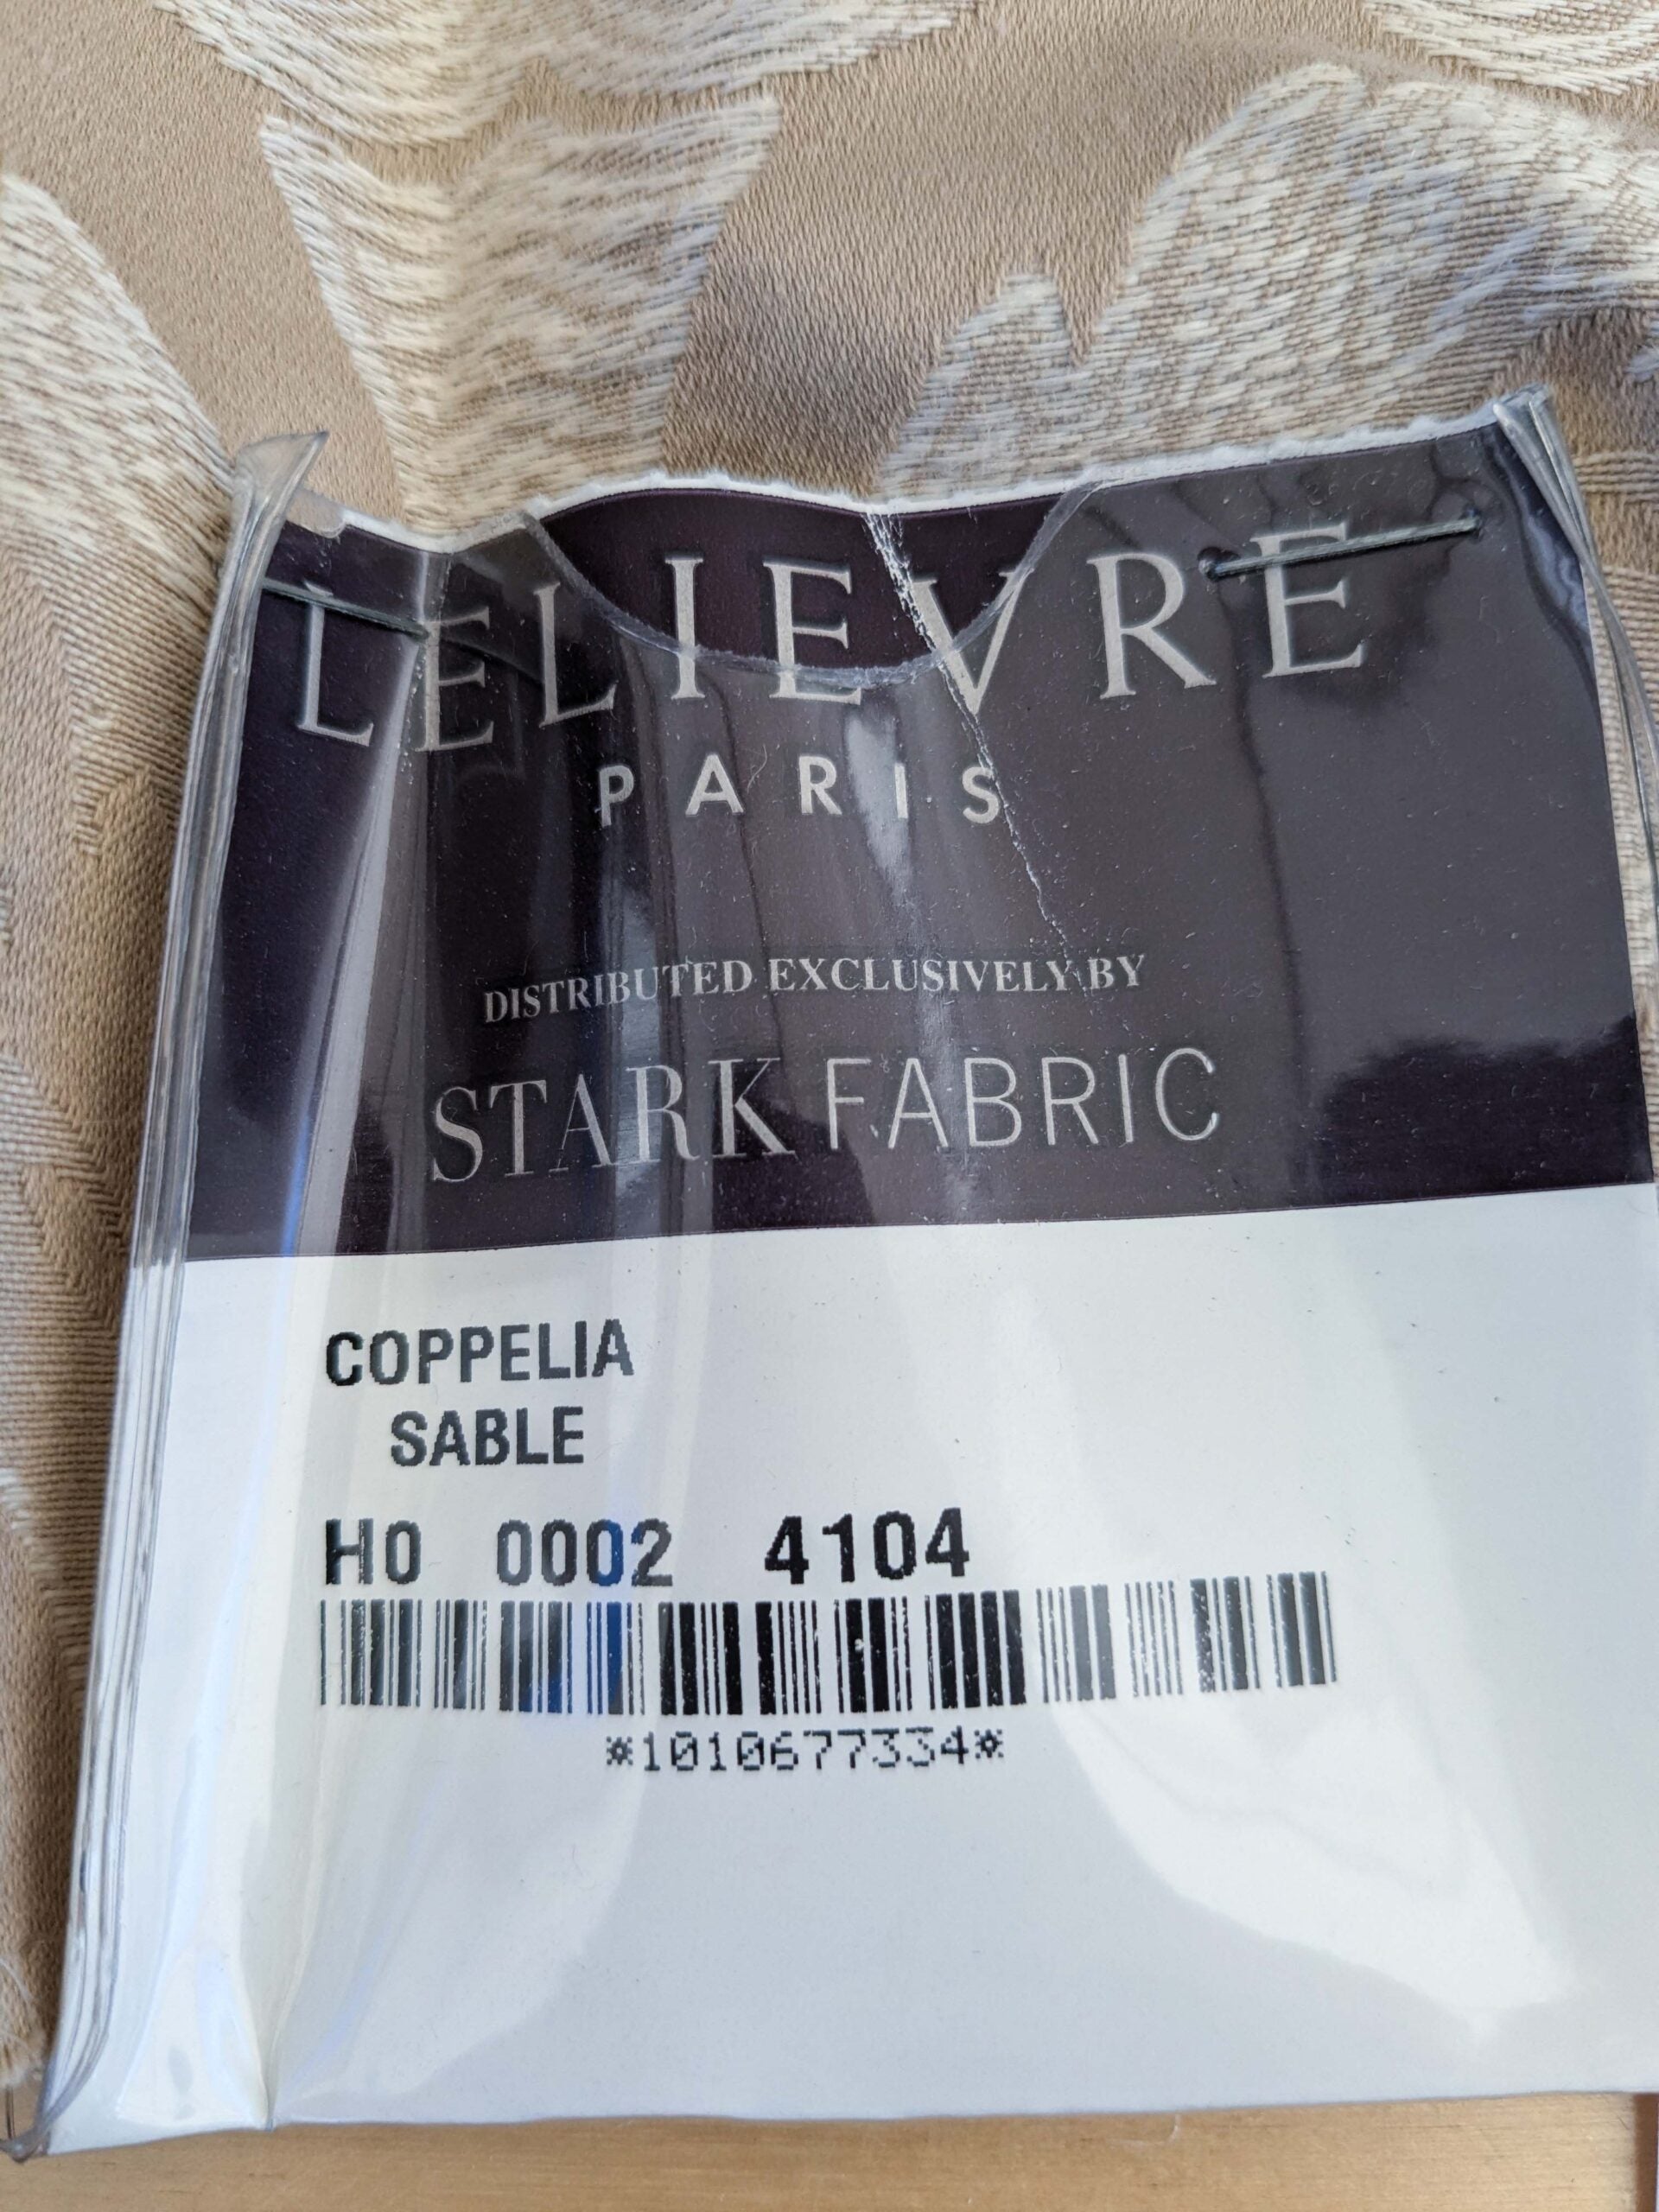 LELIEVRE
PARIS
DISTRIBUTED EXCLUSIVELY BY
STARK FABRIC
COPPELIA
SABLE
H0 0002 4104
*1010677334*